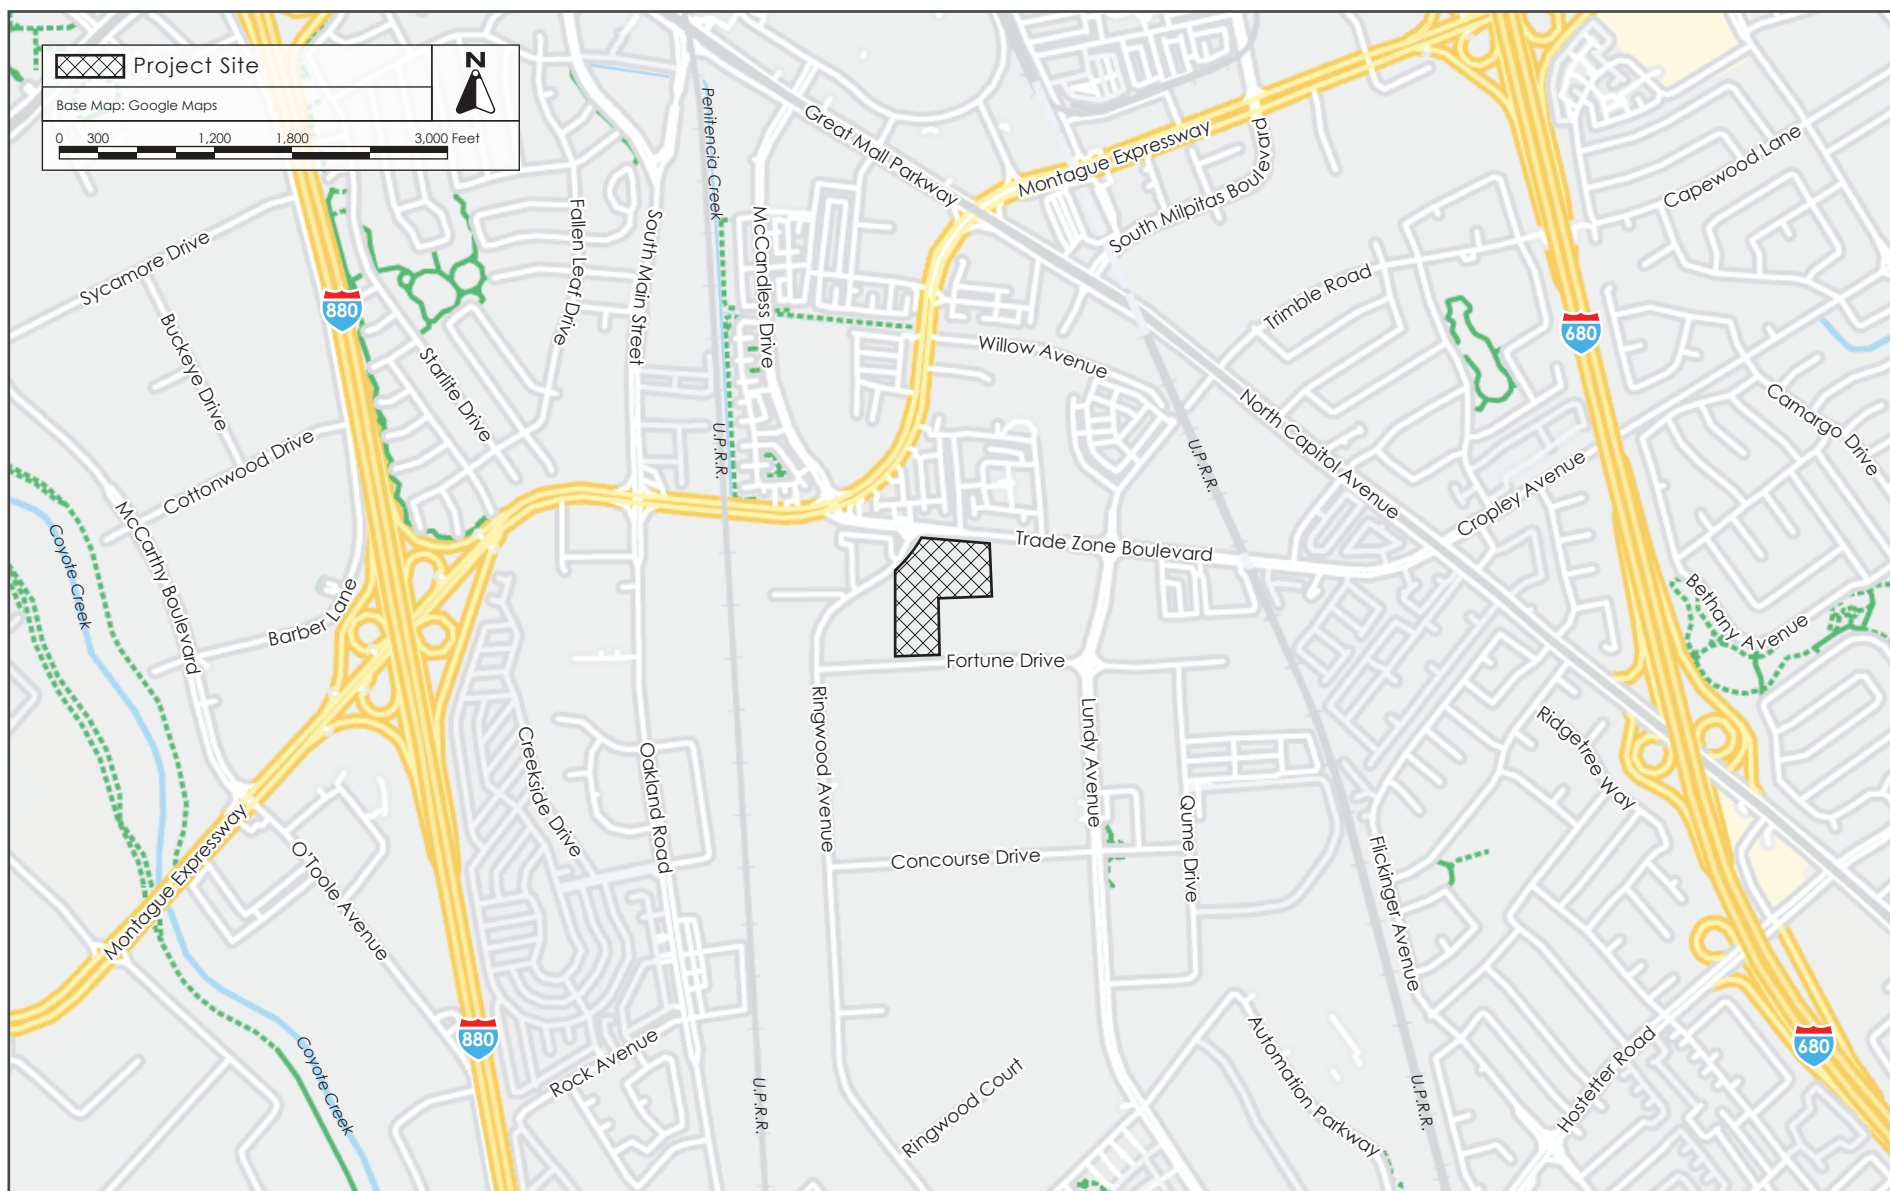 Project Site
N
Base Map: Google Maps
0 300 1,200 1,800 3,000 Feet
Penitencia Creek
Great Mall Parkway
Montague Expressway
South Milpitas Boulevard
Capewood Lane
Sycamore Drive
Fallen Leaf Drive
South Main Street
McCandless Drive
880
Buckeye Drive
Starlite Drive
Willow Avenue
Trimble Road
680
Camargo Drive
North Capitol Avenue
Cottonwood Drive
U.P.R.R.
U.P.R.R.
Cropley Avenue
McCarthy Boulevard
Coyote Creek
Trade Zone Boulevard
Barber Lane
Bethany Avenue
Fortune Drive
Ringwood Avenue
Lundy Avenue
Ridgetree Way
Creekside Drive
Oakland Road
Qume Drive
Montague Expressway
O'Toole Avenue
Concourse Drive
Flickinger Avenue
880
Coyote Creek
Rock Avenue
U.P.R.R.
Ringwood Court
Automation Parkway
U.P.R.R.
Hostetter Road
680